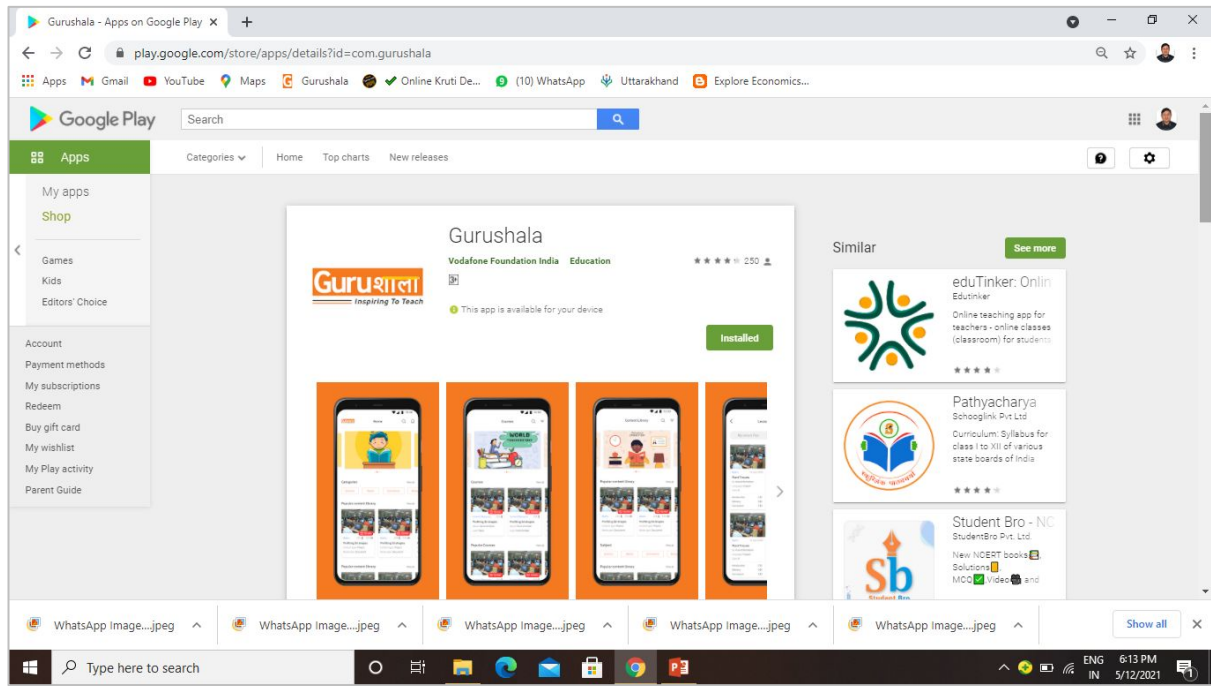 Gurushala - Apps on Google Play
play.google.com/store/apps/details?id=com.gurushala
Apps Gmail YouTube Maps Gurushala Online Kruti De... (10) WhatsApp Uttarakhand Explore Economics...
Google Play Search
Apps Categories Home Top charts New releases
My apps
Shop
Games
Kids
Editors' Choice
Account
Payment methods
My subscriptions
Redeem
Buy gift card
My wishlist
My Play activity
Parent Guide
Guruशाला
Inspiring To Teach
Gurushala
Vodafone Foundation India Education 250
3+
This app is available for your device
Installed
Similar See more
eduTinker: Onlin
Edutinker
Online teaching app for
teachers - online classes
(classroom) for students
Pathyacharya
Schooglink Pvt Ltd
Curriculum; Syllabus for
class I to XII of various
state boards of India
Student Bro - NC
StudentBro Pvt. Ltd.
New NCERT books
Solutions
MCQ Video and
Sb
Student Bro
WORLD
WhatsApp Image....jpeg WhatsApp Image....jpeg WhatsApp Image....jpeg WhatsApp Image....jpeg WhatsApp Image....jpeg Show all
Type here to search
ENG 6:13 PM
IN 5/12/2021